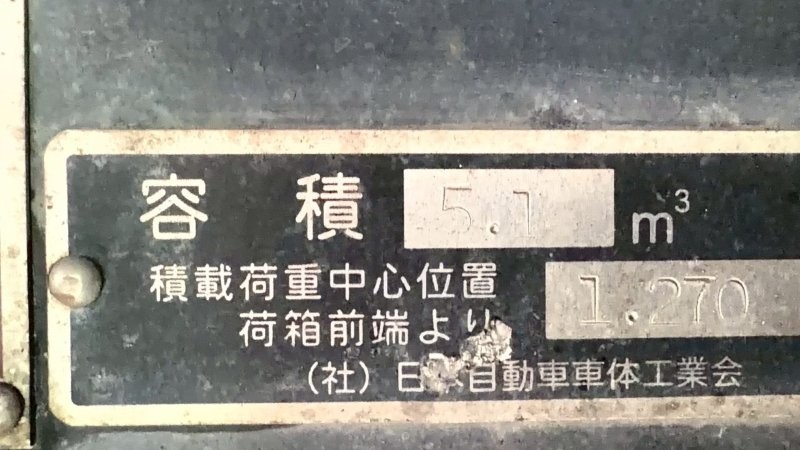 容積 5.1 m³
積載荷重中心位置 1.270
荷箱前端より
(社)日本自動車車体工業会